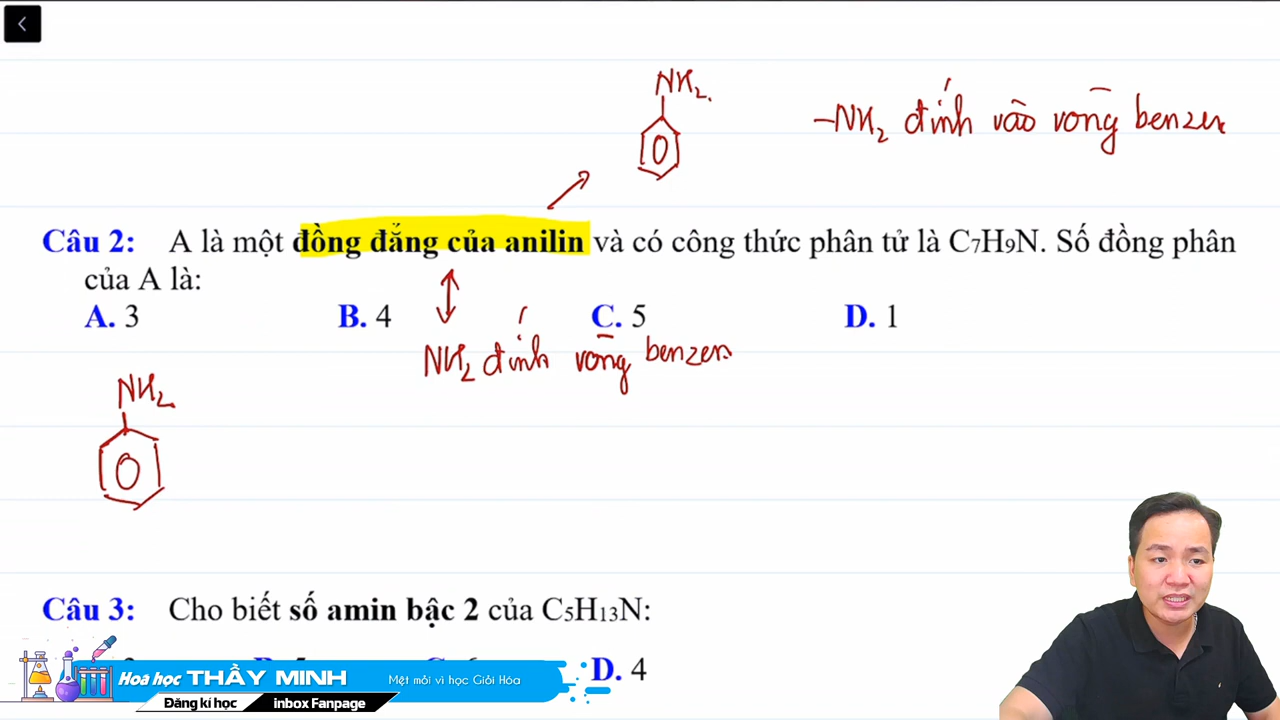 NH2
-NH2 đính vào vòng benzen
Câu 2: A là một đồng đẳng của anilin và có công thức phân tử là C7H9N. Số đồng phân
của A là:
A. 3 B. 4 C. 5 D. 1
NH2 đính vòng benzen
NH2
Câu 3: Cho biết số amin bậc 2 của C5H13N:
D. 4
Hoá học THẦY MINH
Mệt mỏi vì học Giỏi Hóa
Đăng kí học inbox Fanpage